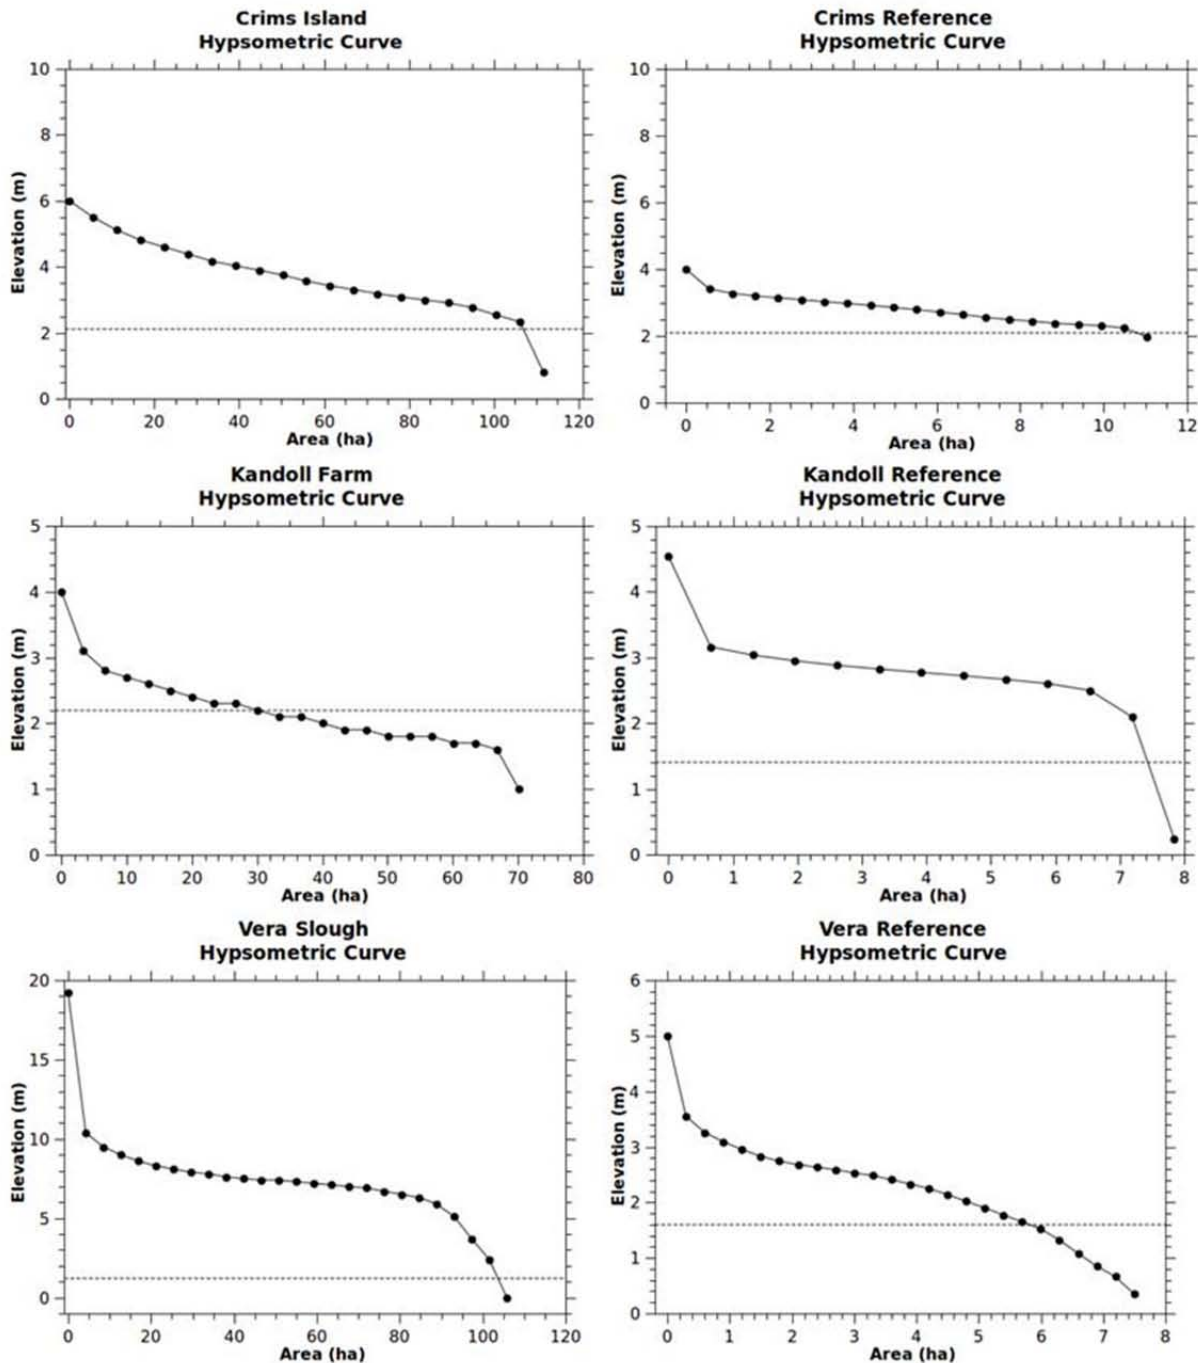 Crims Island
Hypsometric Curve
10
8
6
4
2
0
Elevation (m)
0 20 40 60 80 100 120
Area (ha)
Crims Reference
Hypsometric Curve
10
8
6
4
2
0
Elevation (m)
0 2 4 6 8 10 12
Area (ha)
Kandoll Farm
Hypsometric Curve
5
4
3
2
1
0
Elevation (m)
0 10 20 30 40 50 60 70 80
Area (ha)
Kandoll Reference
Hypsometric Curve
5
4
3
2
1
0
Elevation (m)
0 1 2 3 4 5 6 7 8
Area (ha)
Vera Slough
Hypsometric Curve
20
15
10
5
0
Elevation (m)
0 20 40 60 80 100 120
Area (ha)
Vera Reference
Hypsometric Curve
6
5
4
3
2
1
0
Elevation (m)
0 1 2 3 4 5 6 7 8
Area (ha)